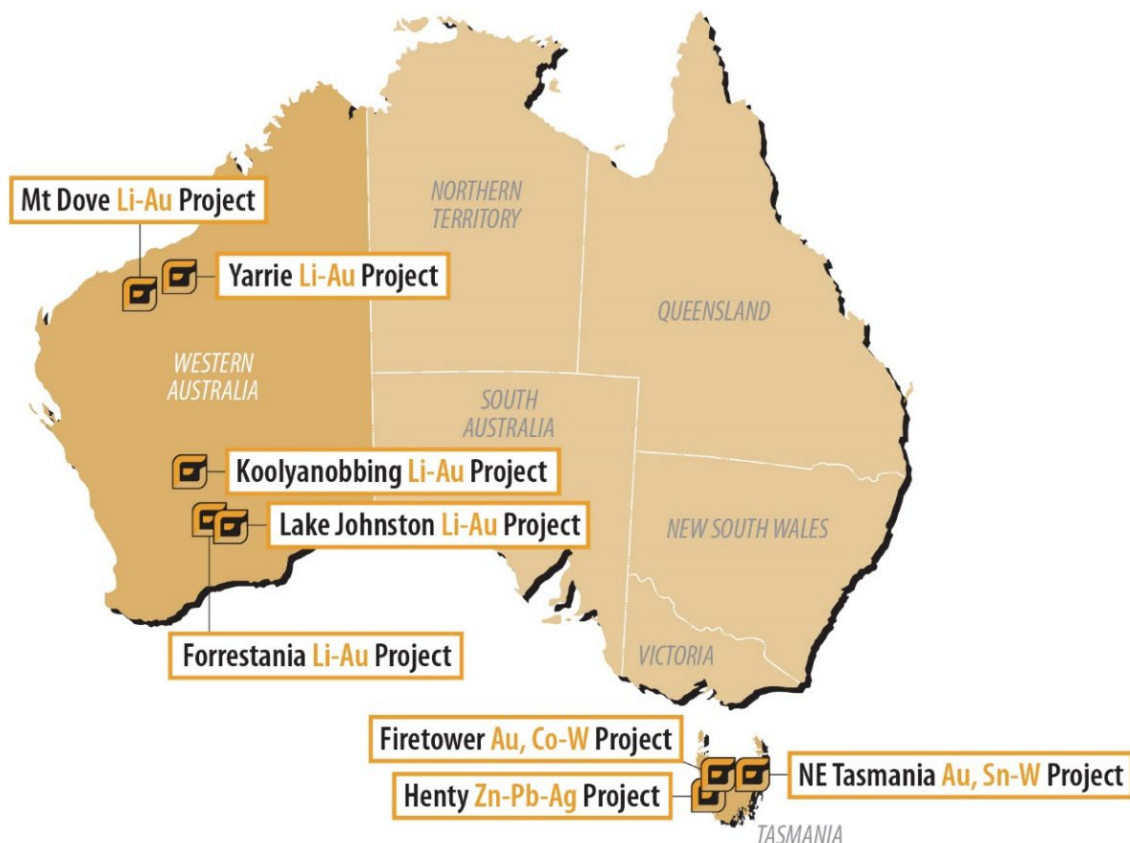 NORTHERN
TERRITORY
Mt Dove Li-Au Project
Yarrie Li-Au Project
QUEENSLAND
WESTERN
AUSTRALIA
SOUTH
AUSTRALIA
Koolyanobbing Li-Au Project
Lake Johnston Li-Au Project
NEW SOUTH WALES
Forrestania Li-Au Project
VICTORIA
Firetower Au, Co-W Project
NE Tasmania Au, Sn-W Project
Henty Zn-Pb-Ag Project
TASMANIA